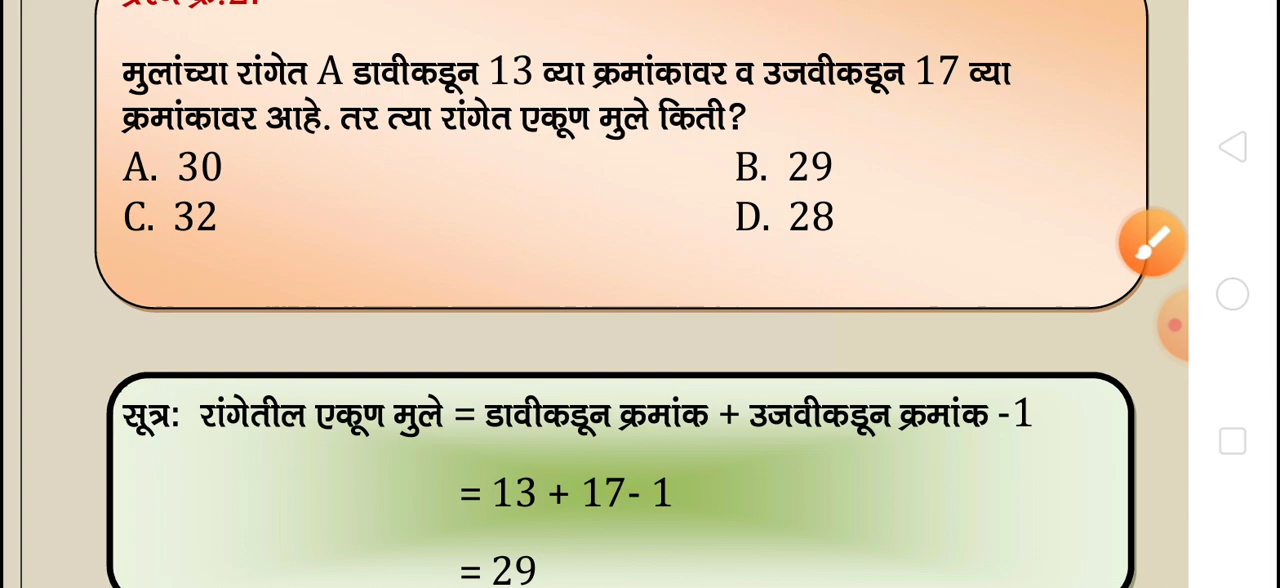 मुलांच्या रांगेत A डावीकडून 13 व्या क्रमांकावर व उजवीकडून 17 व्या
क्रमांकावर आहे. तर त्या रांगेत एकूण मुले किती?
A. 30 B. 29
C. 32 D. 28
सूत्र: रांगेतील एकूण मुले = डावीकडून क्रमांक + उजवीकडून क्रमांक -1
= 13 + 17- 1
= 29